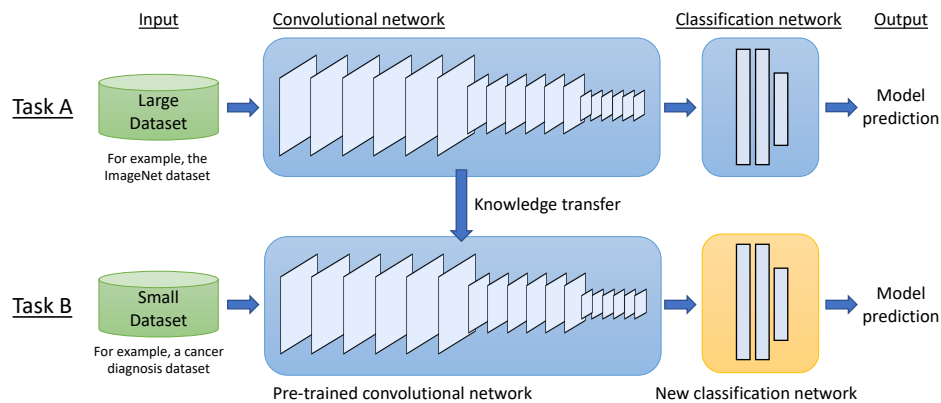 Input
Convolutional network
Classification network
Output
Task A
Large
Dataset
For example, the
ImageNet dataset
Model
prediction
Knowledge transfer
Task B
Small
Dataset
For example, a cancer
diagnosis dataset
Model
prediction
Pre-trained convolutional network
New classification network